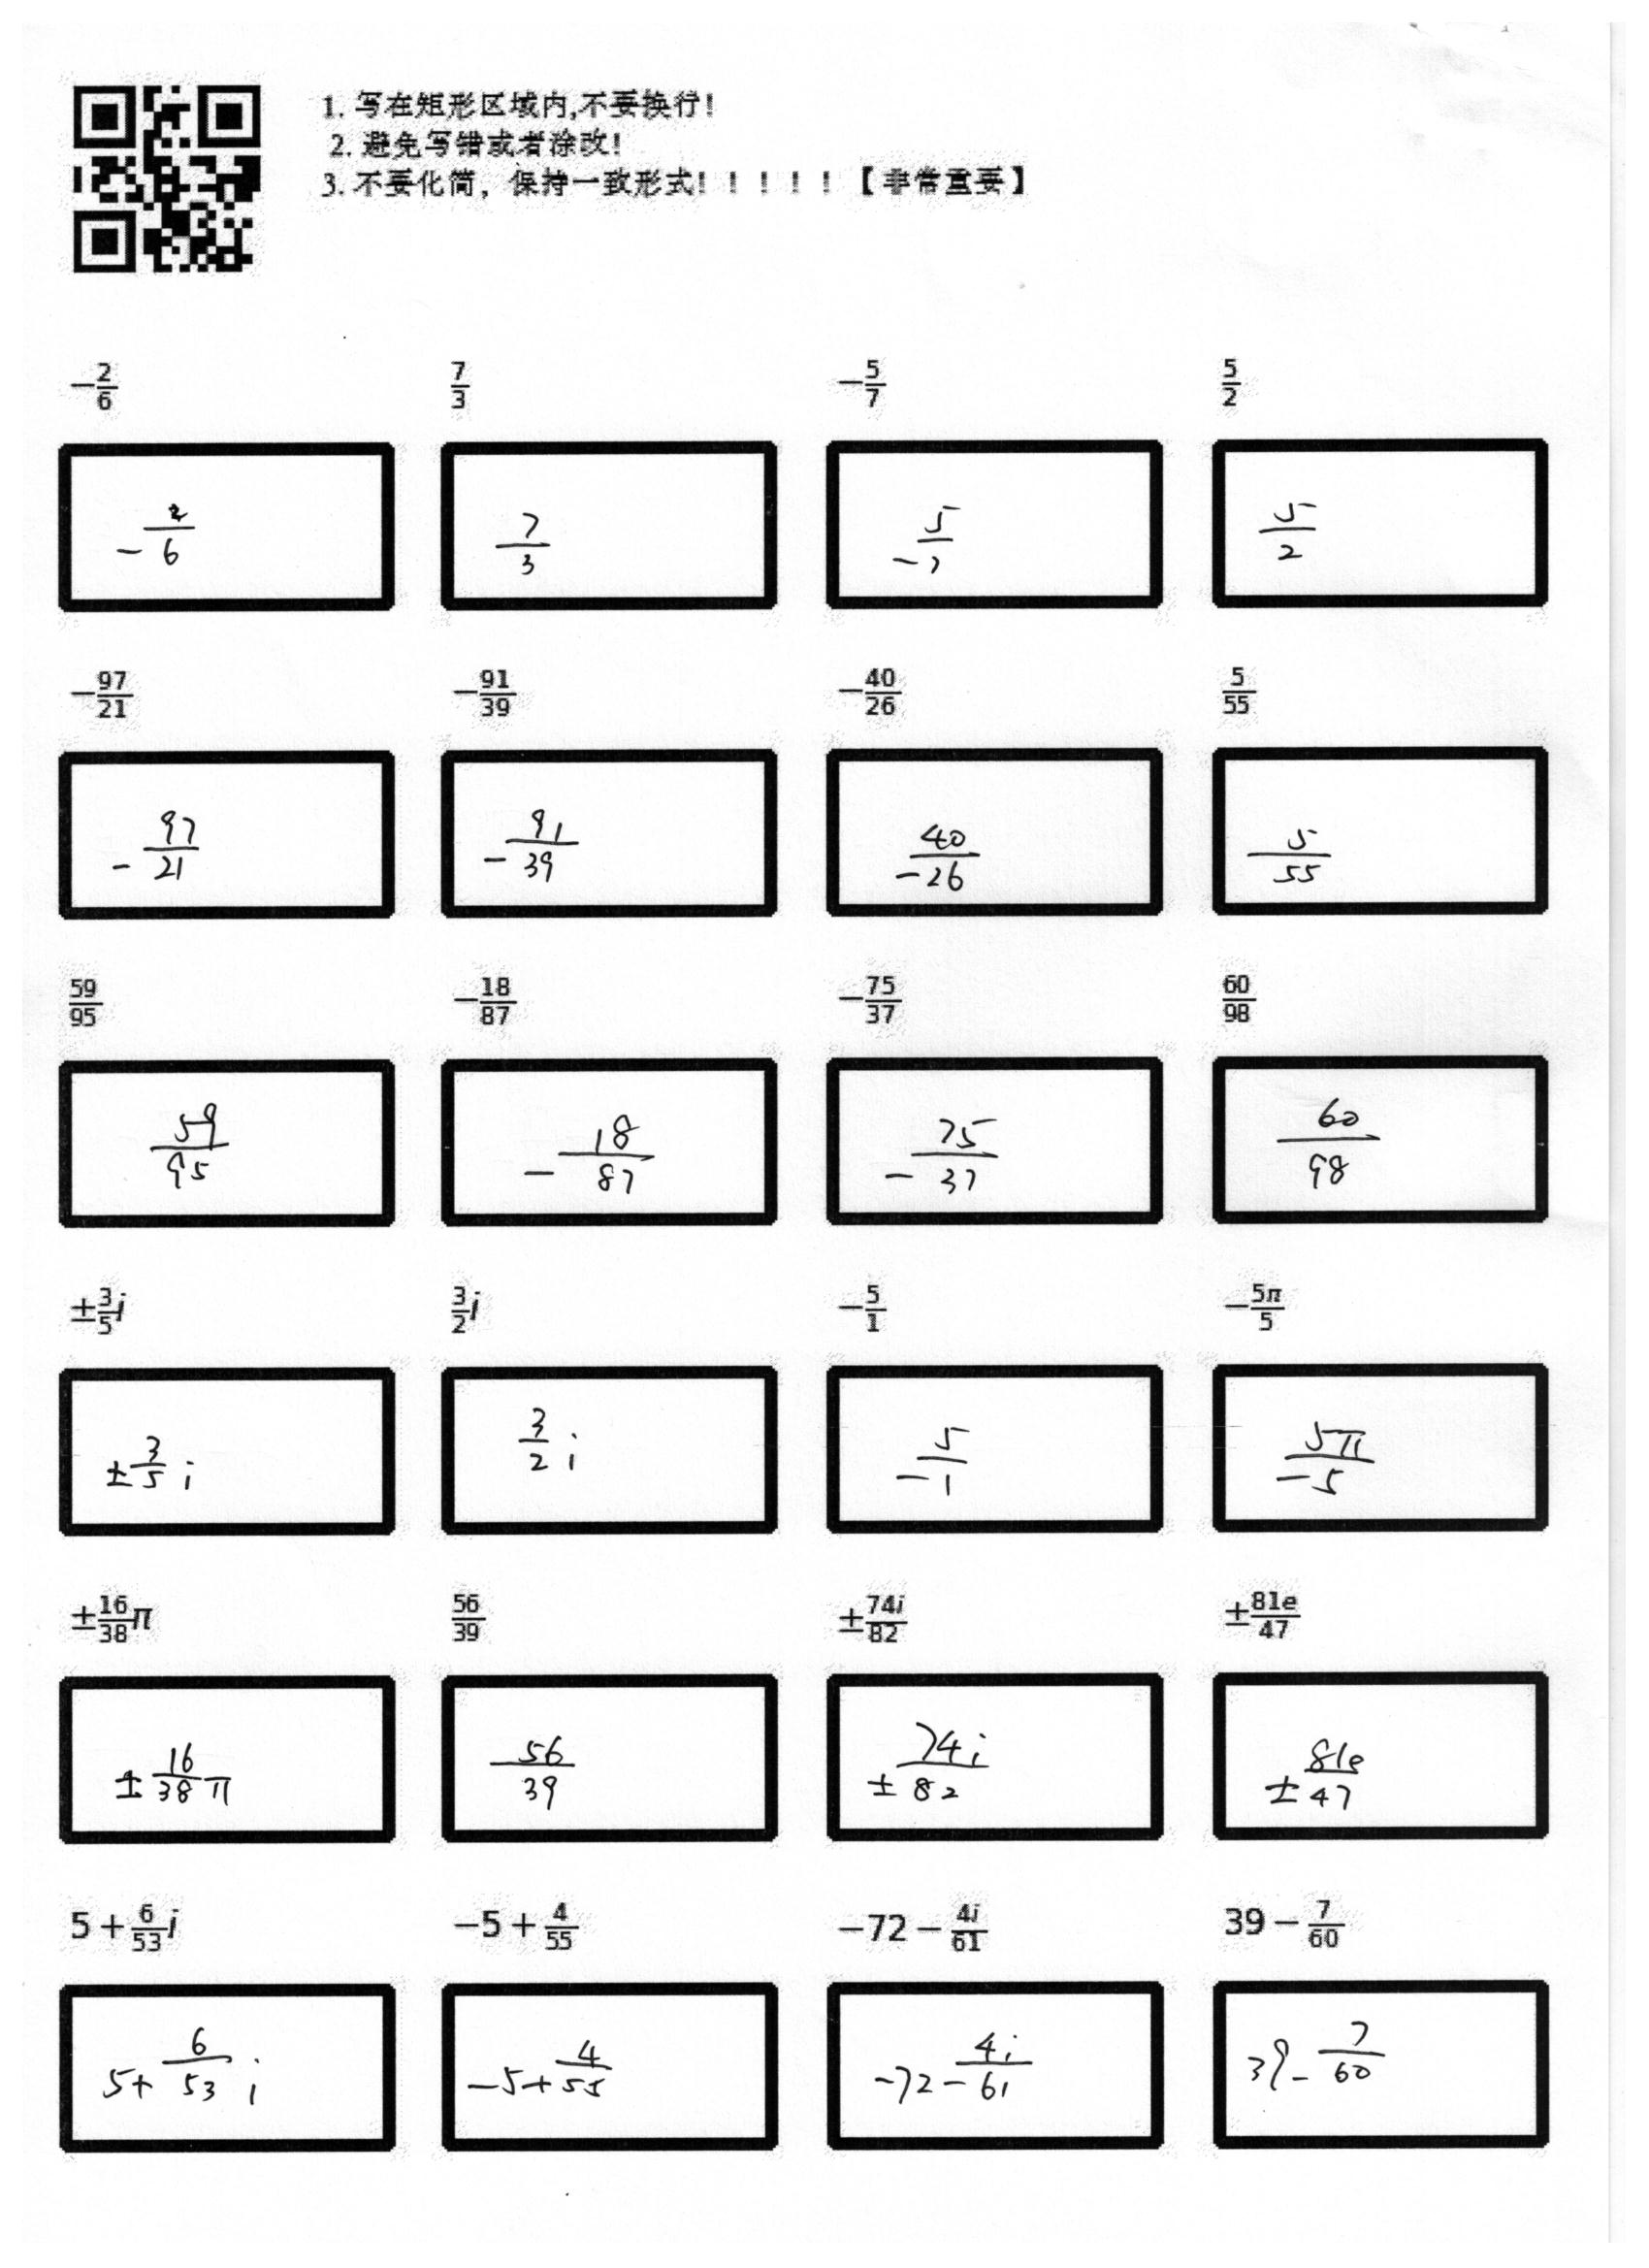 1. 写在矩形区域内,不要换行!
2. 避免写错或者涂改!
3. 不要化简，保持一致形式!！！！！【非常重要】
$-\frac{2}{6}$ $\frac{7}{3}$ $-\frac{5}{7}$ $\frac{5}{2}$
$-\frac{2}{6}$ $\frac{7}{3}$ $-\frac{5}{7}$ $\frac{5}{2}$
$-\frac{97}{21}$ $-\frac{91}{39}$ $-\frac{40}{26}$ $\frac{5}{55}$
$-\frac{97}{21}$ $-\frac{91}{39}$ $-\frac{40}{26}$ $\frac{5}{55}$
$\frac{59}{95}$ $-\frac{18}{87}$ $-\frac{75}{37}$ $\frac{60}{98}$
$\frac{59}{95}$ $-\frac{18}{87}$ $-\frac{75}{37}$ $\frac{60}{98}$
$\pm\frac{3}{5}i$ $\frac{3}{2}i$ $-\frac{5}{1}$ $-\frac{5\pi}{5}$
$\pm\frac{3}{5}i$ $\frac{3}{2}i$ $-\frac{5}{1}$ $-\frac{5\pi}{5}$
$\pm\frac{16}{38}\pi$ $\frac{56}{39}$ $\pm\frac{74i}{82}$ $\pm\frac{81e}{47}$
$\pm\frac{16}{38}\pi$ $\frac{56}{39}$ $\pm\frac{74i}{82}$ $\pm\frac{81e}{47}$
$5+\frac{6}{53}i$ $-5+\frac{4}{55}$ $-72-\frac{4i}{61}$ $39-\frac{7}{60}$
$5+\frac{6}{53}i$ $-5+\frac{4}{55}$ $-72-\frac{4i}{61}$ $39-\frac{7}{60}$